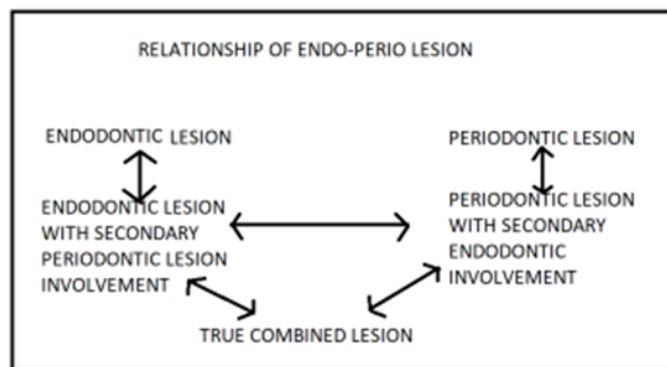 RELATIONSHIP OF ENDO-PERIO LESION
ENDODONTIC LESION
PERIODONTIC LESION
ENDODONTIC LESION
WITH SECONDARY
PERIODONTIC LESION
INVOLVEMENT
PERIODONTIC LESION
WITH SECONDARY
ENDODONTIC
INVOLVEMENT
TRUE COMBINED LESION